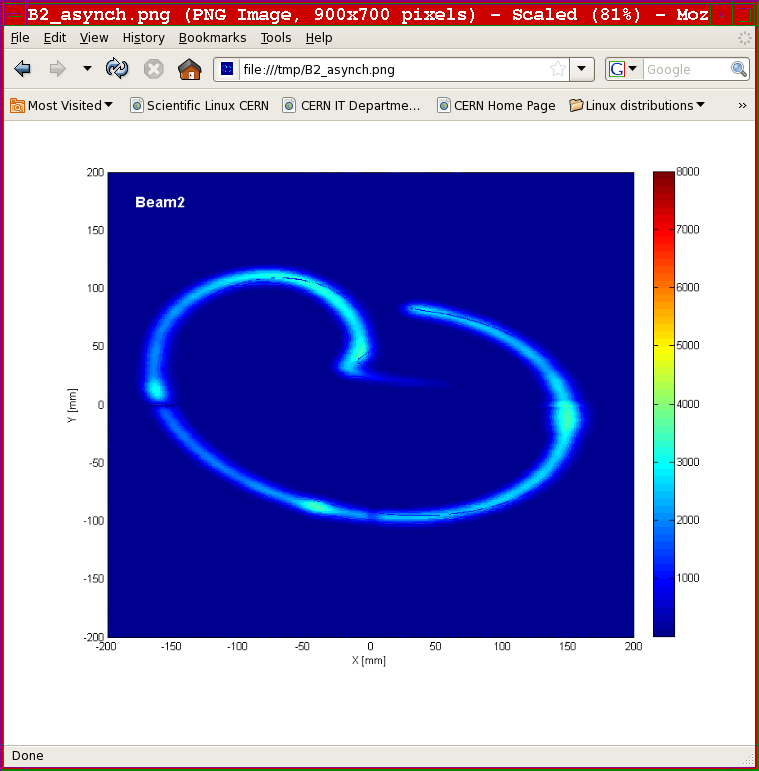 B2_asynch.png (PNG Image, 900x700 pixels) – Scaled (81%) – Moz
File Edit View History Bookmarks Tools Help
file:///tmp/B2_asynch.png
G Google
Most Visited Scientific Linux CERN CERN IT Departme... CERN Home Page Linux distributions »
Beam2
200
150
100
50
0
-50
-100
-150
-200
Y [mm]
-200 -150 -100 -50 0 50 100 150 200
X [mm]
8000
7000
6000
5000
4000
3000
2000
1000
Done